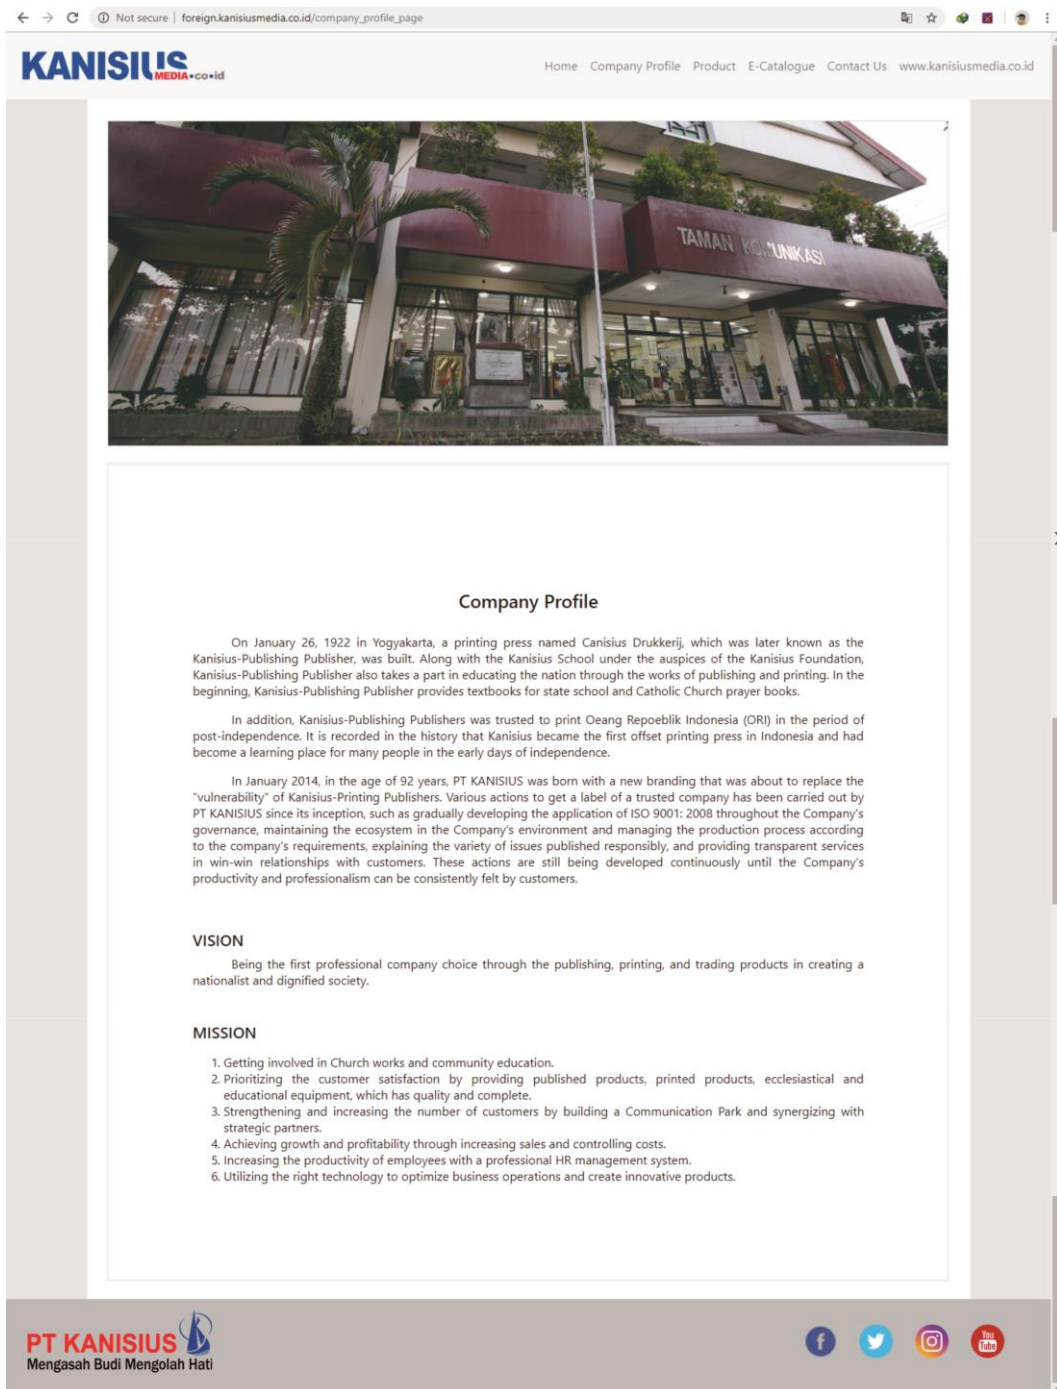 Not secure | foreign.kanisiusmedia.co.id/company_profile_page
KANISIUS
MEDIA.co.id
Home Company Profile Product E-Catalogue Contact Us www.kanisiusmedia.co.id
TAMAN KOMUNIKASI
Company Profile
On January 26, 1922 in Yogyakarta, a printing press named Canisius Drukkerij, which was later known as the
Kanisius-Publishing Publisher, was built. Along with the Kanisius School under the auspices of the Kanisius Foundation,
Kanisius-Publishing Publisher also takes a part in educating the nation through the works of publishing and printing. In the
beginning, Kanisius-Publishing Publisher provides textbooks for state school and Catholic Church prayer books.
In addition, Kanisius-Publishing Publishers was trusted to print Oeang Repoeblik Indonesia (ORI) in the period of
post-independence. It is recorded in the history that Kanisius became the first offset printing press in Indonesia and had
become a learning place for many people in the early days of independence.
In January 2014, in the age of 92 years, PT KANISIUS was born with a new branding that was about to replace the
"vulnerability" of Kanisius-Printing Publishers. Various actions to get a label of a trusted company has been carried out by
PT KANISIUS since its inception, such as gradually developing the application of ISO 9001: 2008 throughout the Company's
governance, maintaining the ecosystem in the Company's environment and managing the production process according
to the company's requirements, explaining the variety of issues published responsibly, and providing transparent services
in win-win relationships with customers. These actions are still being developed continuously until the Company's
productivity and professionalism can be consistently felt by customers.
VISION
Being the first professional company choice through the publishing, printing, and trading products in creating a
nationalist and dignified society.
MISSION
1. Getting involved in Church works and community education.
2. Prioritizing the customer satisfaction by providing published products, printed products, ecclesiastical and
educational equipment, which has quality and complete.
3. Strengthening and increasing the number of customers by building a Communication Park and synergizing with
strategic partners.
4. Achieving growth and profitability through increasing sales and controlling costs.
5. Increasing the productivity of employees with a professional HR management system.
6. Utilizing the right technology to optimize business operations and create innovative products.
PT KANISIUS
Mengasah Budi Mengolah Hati
You
Tube